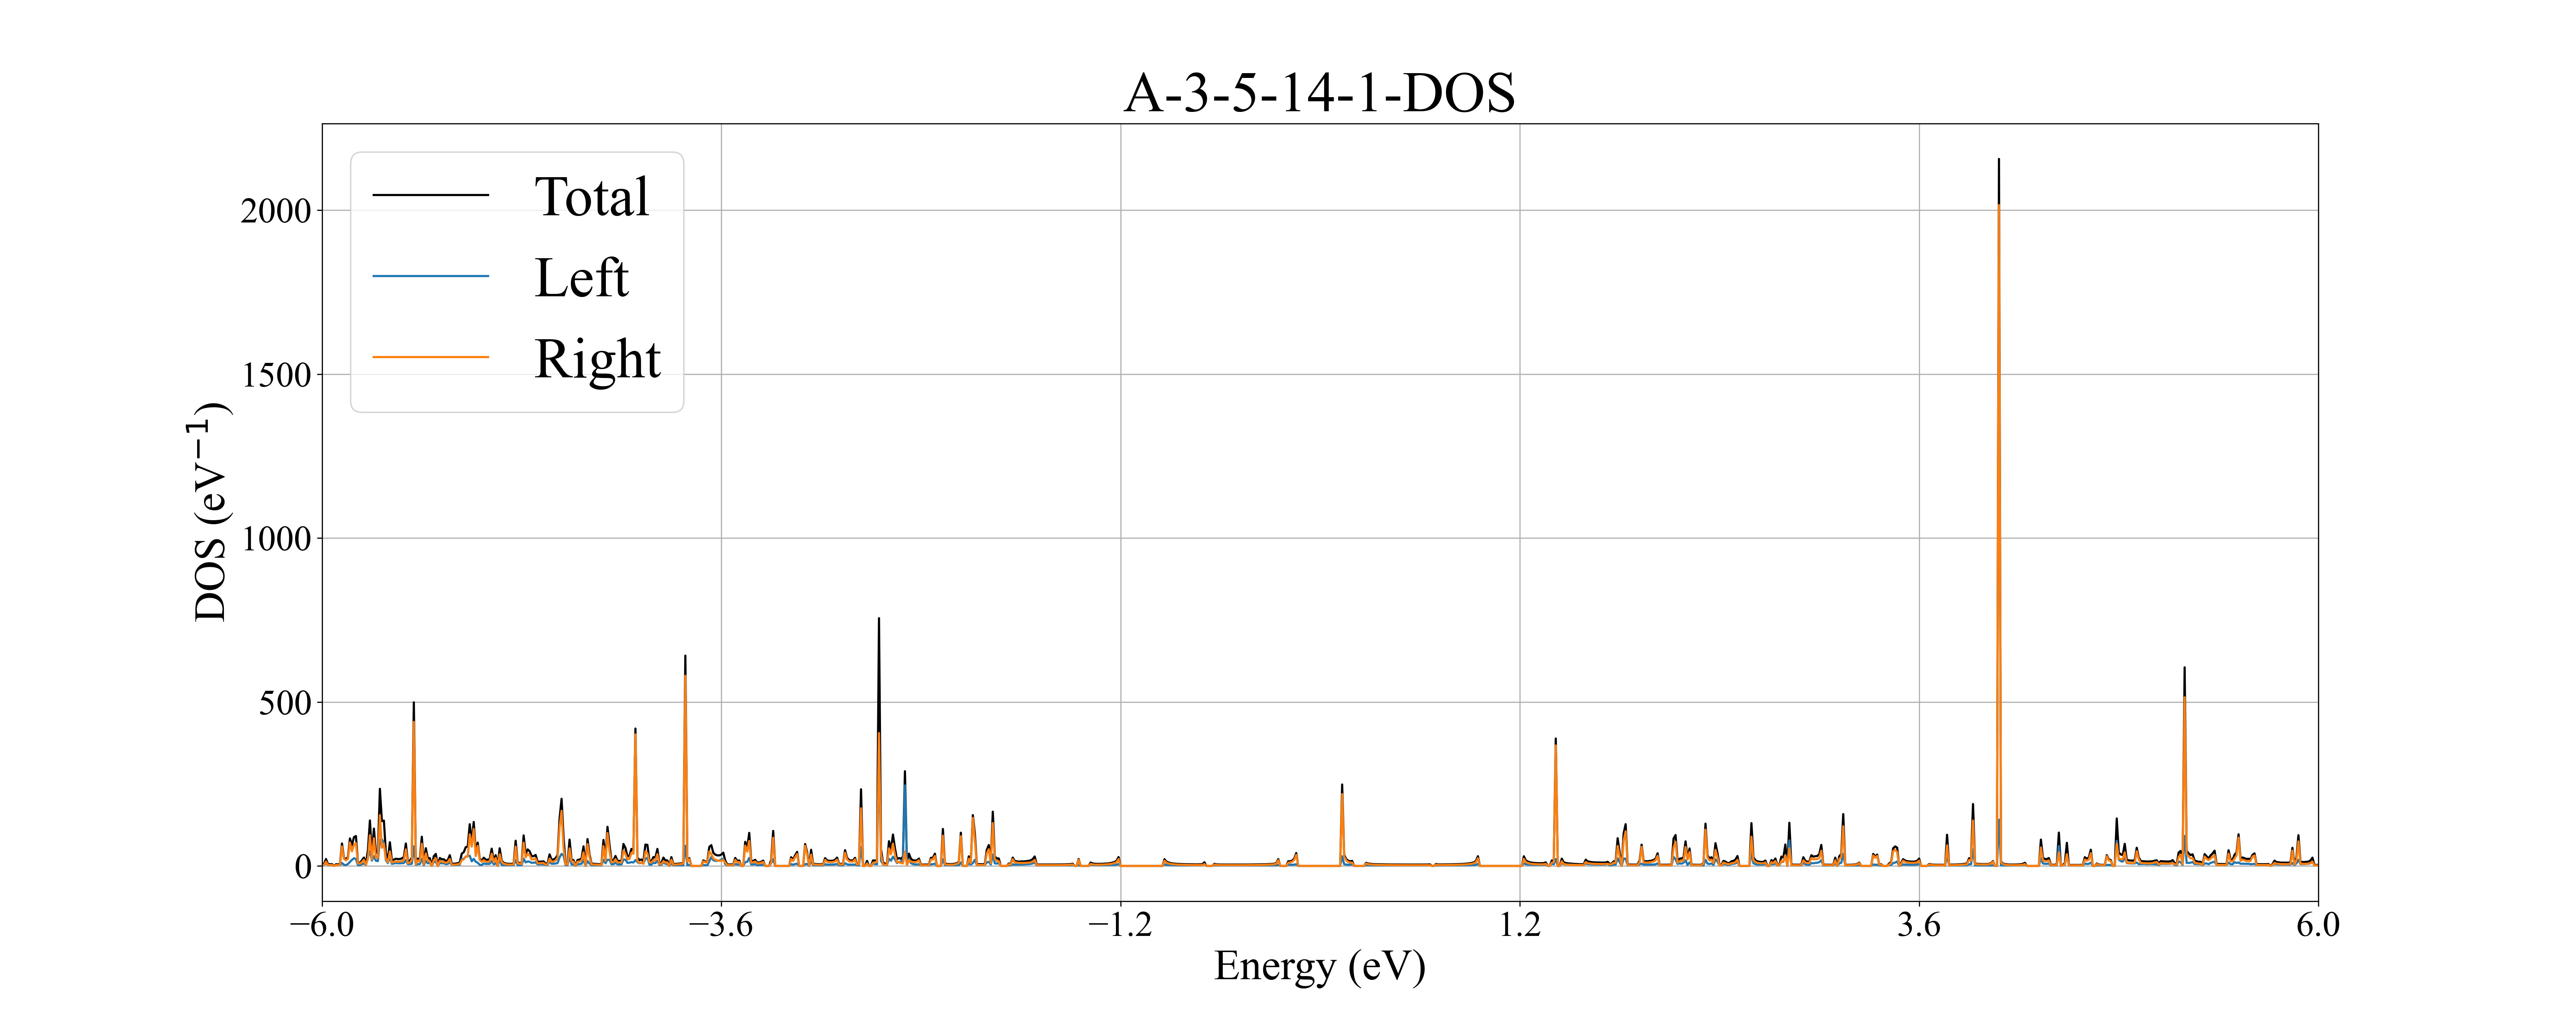 A-3-5-14-1-DOS
Total
Left
Right
DOS (eV⁻¹)
2000
1500
1000
500
0
−6.0
−3.6
−1.2
1.2
3.6
6.0
Energy (eV)